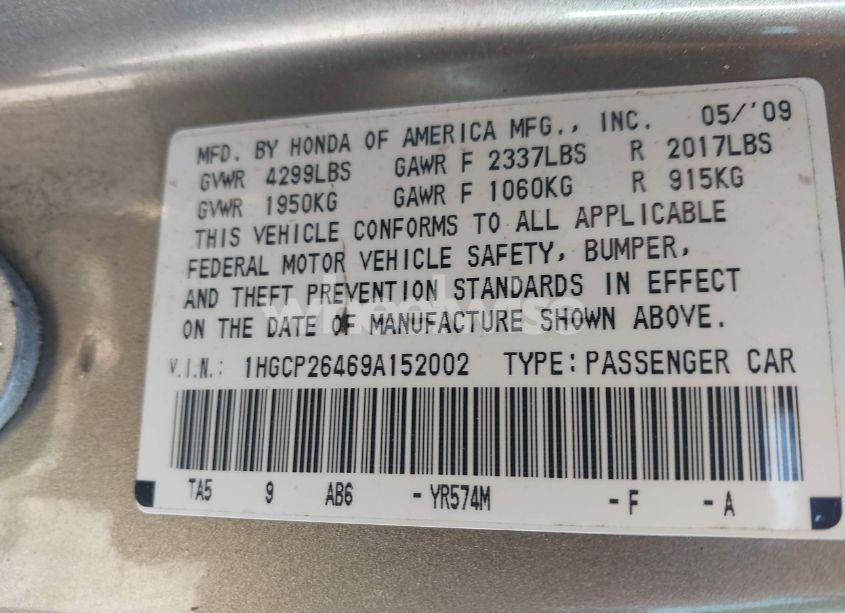 MFD. BY HONDA OF AMERICA MFG., INC. 05/'09
GVWR 4299LBS GAWR F 2337LBS R 2017LBS
GVWR 1950KG GAWR F 1060KG R 915KG
THIS VEHICLE CONFORMS TO ALL APPLICABLE
FEDERAL MOTOR VEHICLE SAFETY, BUMPER,
AND THEFT PREVENTION STANDARDS IN EFFECT
ON THE DATE OF MANUFACTURE SHOWN ABOVE.
V.I.N.: 1HGCP26469A152002 TYPE: PASSENGER CAR
TA5 9 AB6 -YR574M -F -A